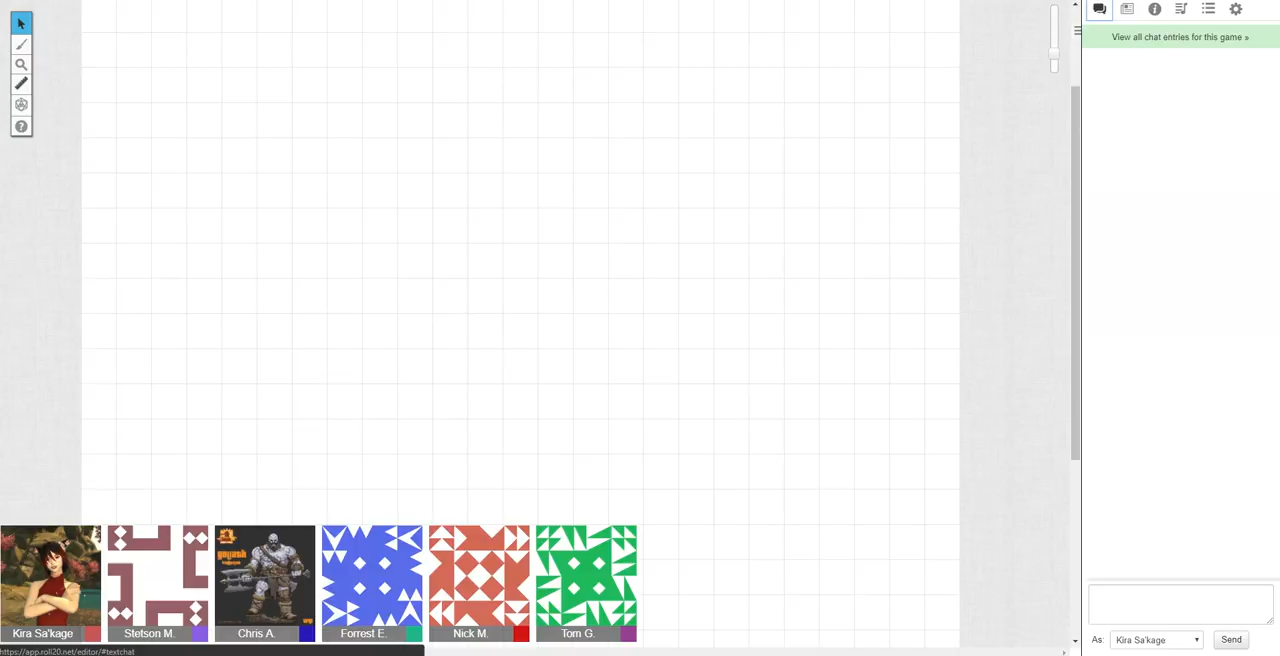 View all chat entries for this game »
goliath
Kira Sa'kage
Stetson M.
Chris A.
Forrest E.
Nick M.
Tom G.
As:
Kira Sa'kage
Send
https://app.roll20.net/editor/#textchat